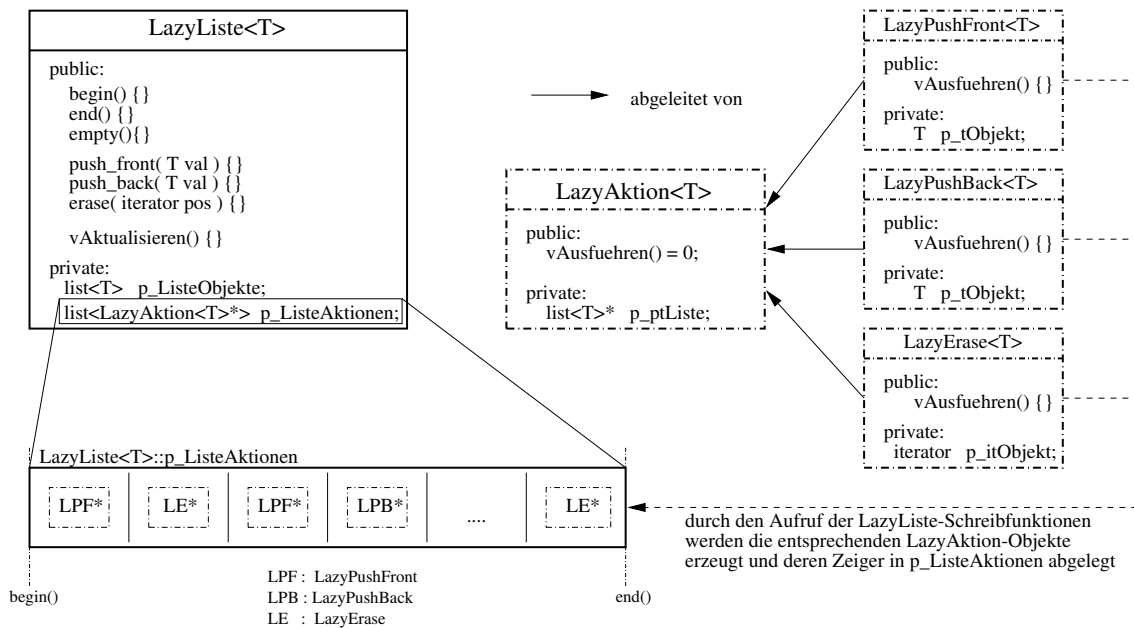 LazyListe<T>
public:
begin() {}
end() {}
empty(){}
push_front( T val ) {}
push_back( T val ) {}
erase( iterator pos ) {}
vAktualisieren() {}
private:
list<T> p_ListeObjekte;
list<LazyAktion<T>*> p_ListeAktionen;
abgeleitet von
LazyAktion<T>
public:
vAusfuehren() = 0;
private:
list<T>* p_ptListe;
LazyPushFront<T>
public:
vAusfuehren() {}
private:
T p_tObjekt;
LazyPushBack<T>
public:
vAusfuehren() {}
private:
T p_tObjekt;
LazyErase<T>
public:
vAusfuehren() {}
private:
iterator p_itObjekt;
LazyListe<T>::p_ListeAktionen
LPF* LE* LPF* LPB* .... LE*
durch den Aufruf der LazyListe-Schreibfunktionen
werden die entsprechenden LazyAktion-Objekte
erzeugt und deren Zeiger in p_ListeAktionen abgelegt
begin()
end()
LPF : LazyPushFront
LPB : LazyPushBack
LE : LazyErase